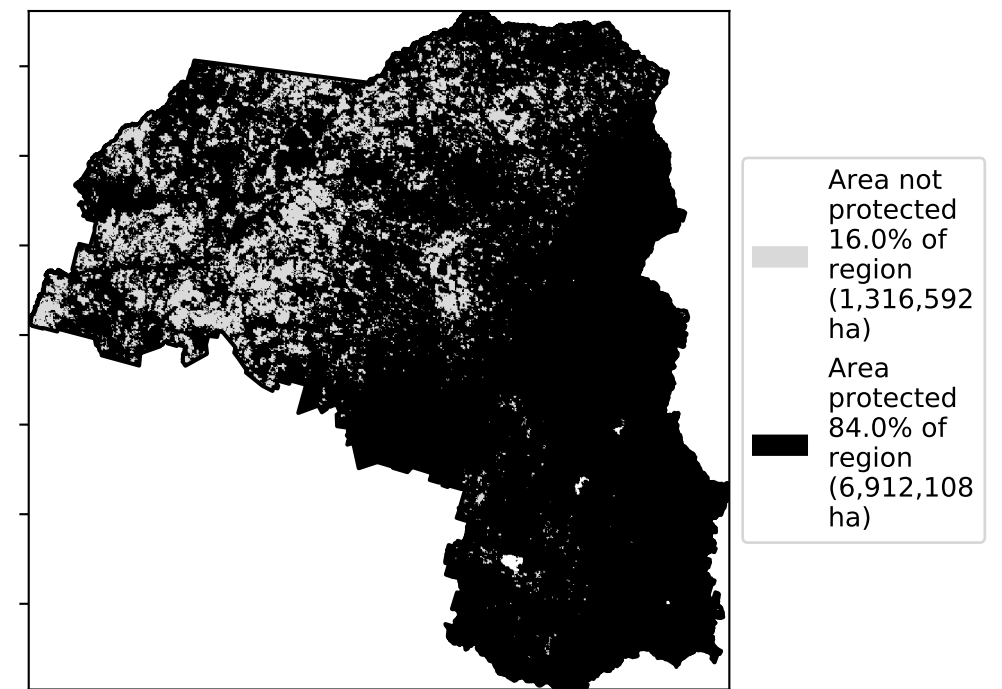 Area not
protected
16.0% of
region
(1,316,592
ha)
Area
protected
84.0% of
region
(6,912,108
ha)